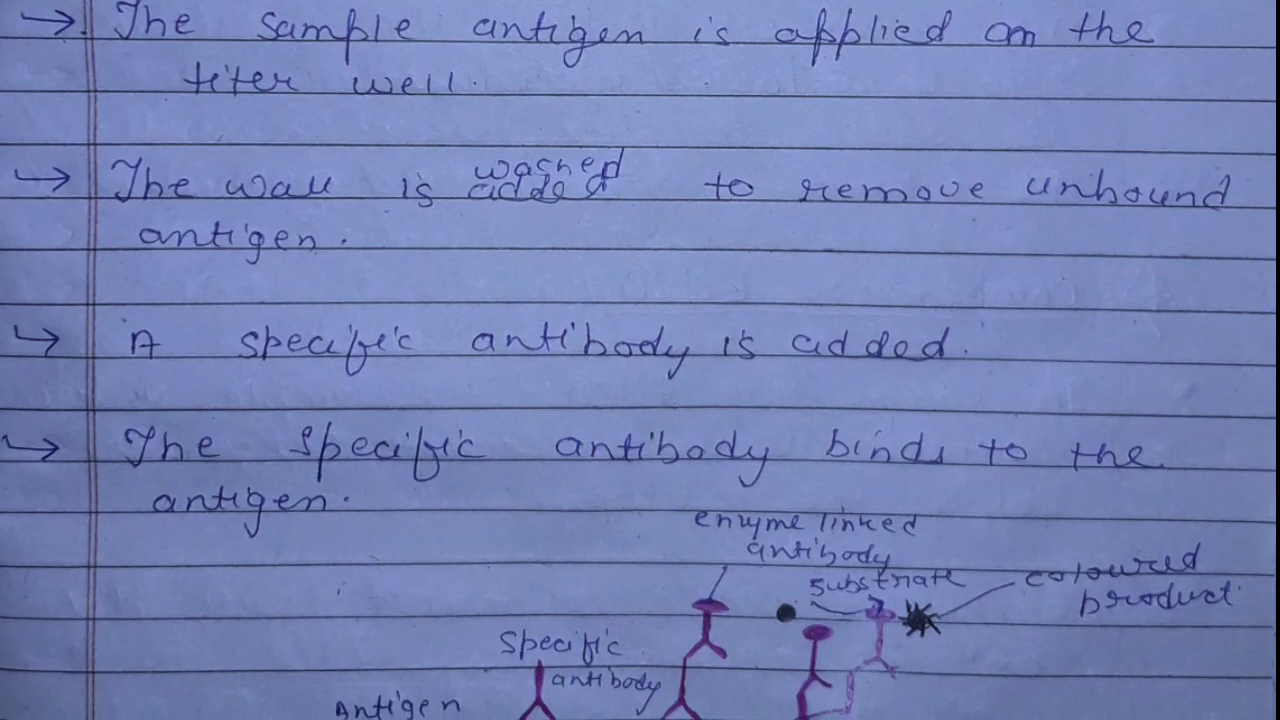 → The sample antigen is applied on the
titer well.
→ The wall is washed added to remove unbound
antigen.
→ A specific antibody is added.
→ The specific antibody binds to the
antigen.
enzyme linked
antibody
substrate
coloured
product
specific
antibody
Antigen